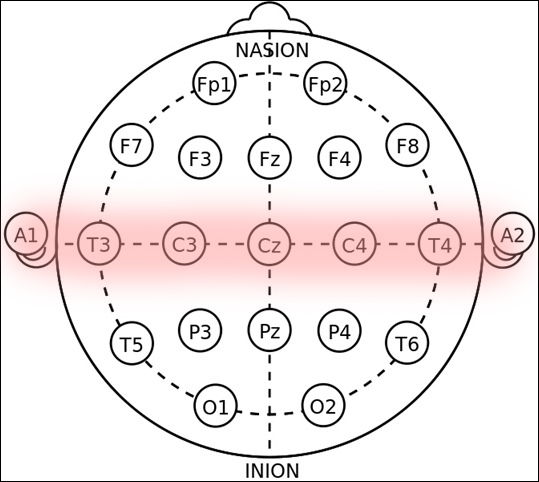 NASION
Fp1 Fp2
F7 F3 Fz F4 F8
A1 T3 C3 Cz C4 T4 A2
T5 P3 Pz P4 T6
O1 O2
INION